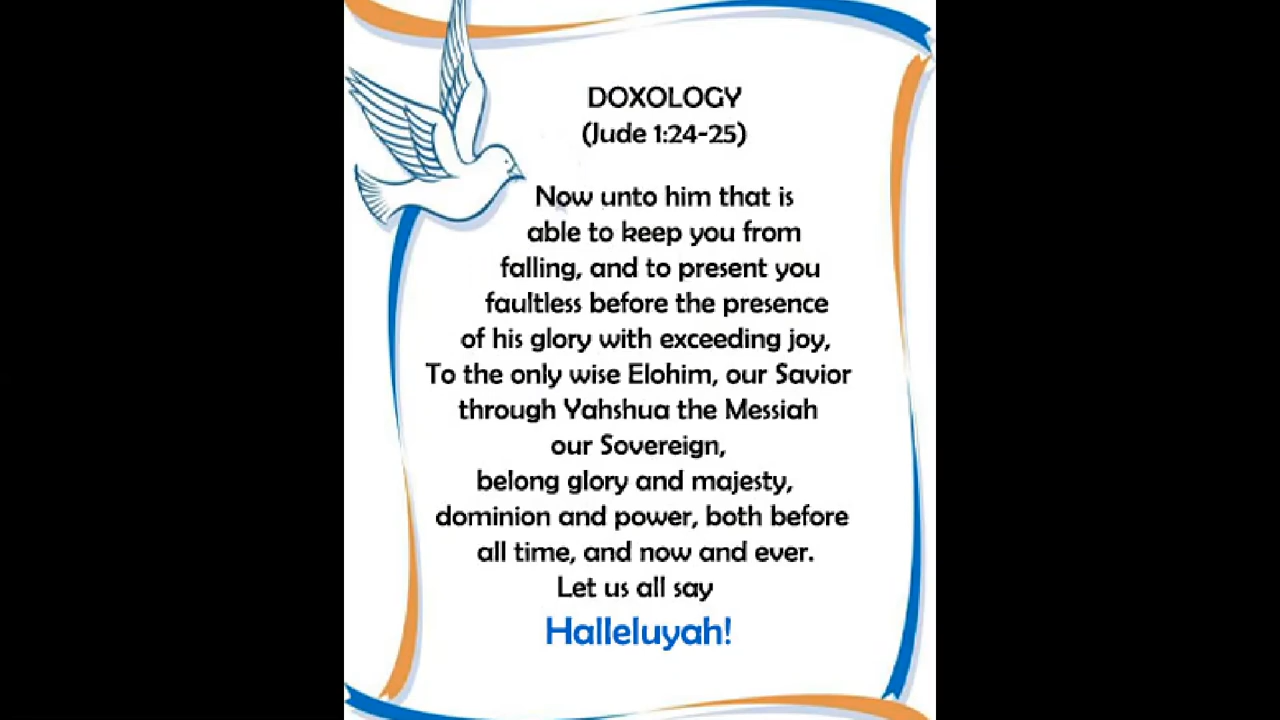 DOXOLOGY
(Jude 1:24-25)
Now unto him that is
able to keep you from
falling, and to present you
faultless before the presence
of his glory with exceeding joy,
To the only wise Elohim, our Savior
through Yahshua the Messiah
our Sovereign,
belong glory and majesty,
dominion and power, both before
all time, and now and ever.
Let us all say
Halleluyah!